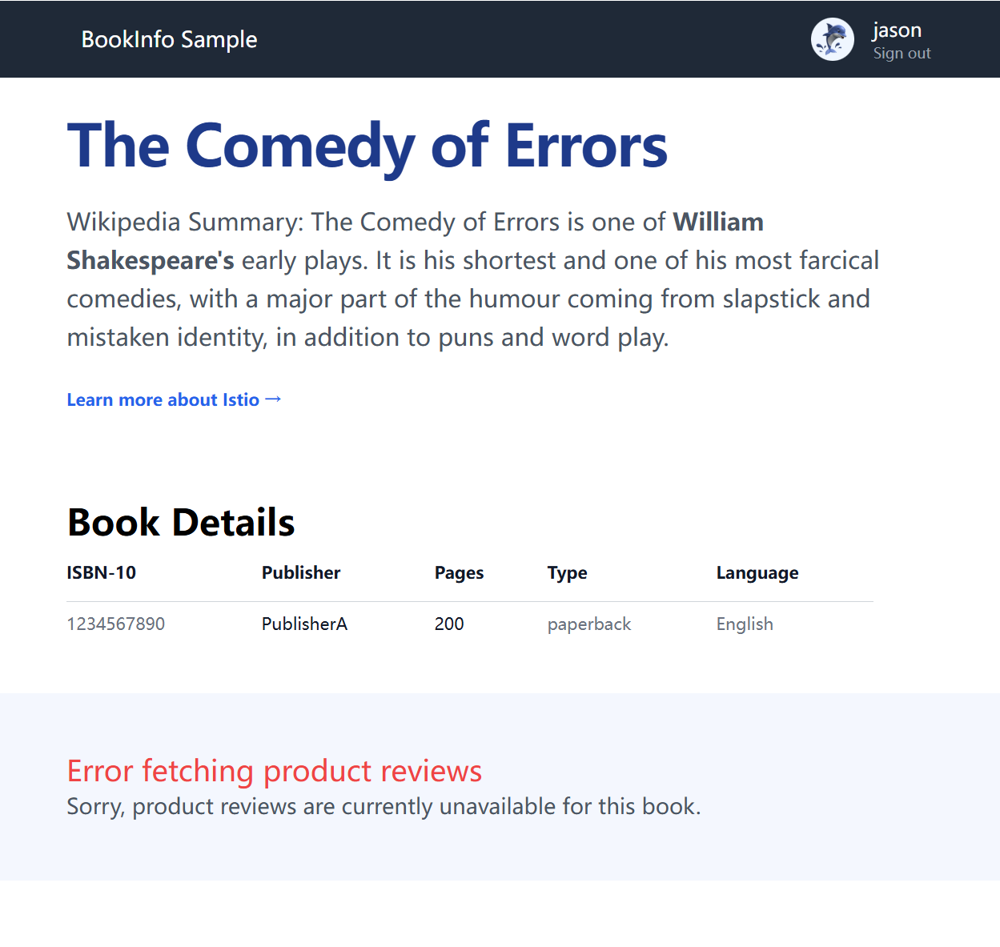 BookInfo Sample
jason
Sign out
The Comedy of Errors
Wikipedia Summary: The Comedy of Errors is one of William
Shakespeare's early plays. It is his shortest and one of his most farcical
comedies, with a major part of the humour coming from slapstick and
mistaken identity, in addition to puns and word play.
Learn more about Istio →
Book Details
ISBN-10 Publisher Pages Type Language
1234567890 PublisherA 200 paperback English
Error fetching product reviews
Sorry, product reviews are currently unavailable for this book.